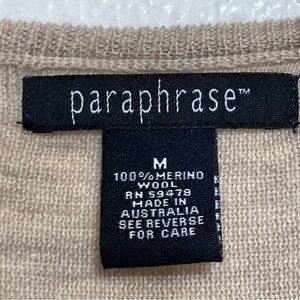 paraphrase™
M
100% MERINO
WOOL
RN 59478
MADE IN
AUSTRALIA
SEE REVERSE
FOR CARE